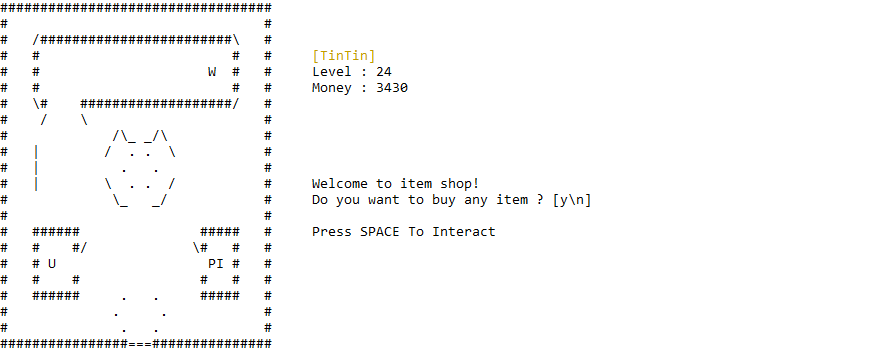 ##################################
#                                #
#   /########################\   #
#   #                        #   #
#   #                     W  #   #
#   #                        #   #
#   \#    ###################/   #
#    /    \                      #
#             /\_ _/\            #
#   |        /  . .  \           #
#   |          .   .             #
#   |        \  . .  /           #
#             \_   _/            #
#                                #
#   ######               #####   #
#   #    #/             \#   #   #
#   # U                   PI #   #
#   #    #               #   #   #
#   ######     .   .     #####   #
#             .     .            #
#              .   .             #
################===###############
[TinTin]
Level : 24
Money : 3430
Welcome to item shop!
Do you want to buy any item ? [y\n]
Press SPACE To Interact